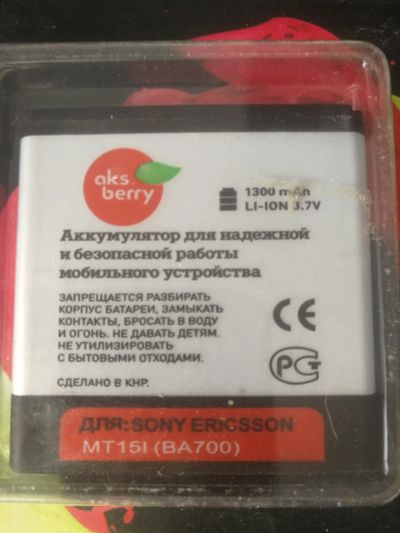 aks
berry
1300 mAh
LI-ION 3.7V
Аккумулятор для надежной
и безопасной работы
мобильного устройства
ЗАПРЕЩАЕТСЯ РАЗБИРАТЬ
КОРПУС БАТАРЕИ, ЗАМЫКАТЬ
КОНТАКТЫ, БРОСАТЬ В ВОДУ
И ОГОНЬ. НЕ ДАВАТЬ ДЕТЯМ.
НЕ УТИЛИЗИРОВАТЬ
С БЫТОВЫМИ ОТХОДАМИ.
СДЕЛАНО В КНР.
CE
РСТ
ДЛЯ: SONY ERICSSON
MT15I (BA700)